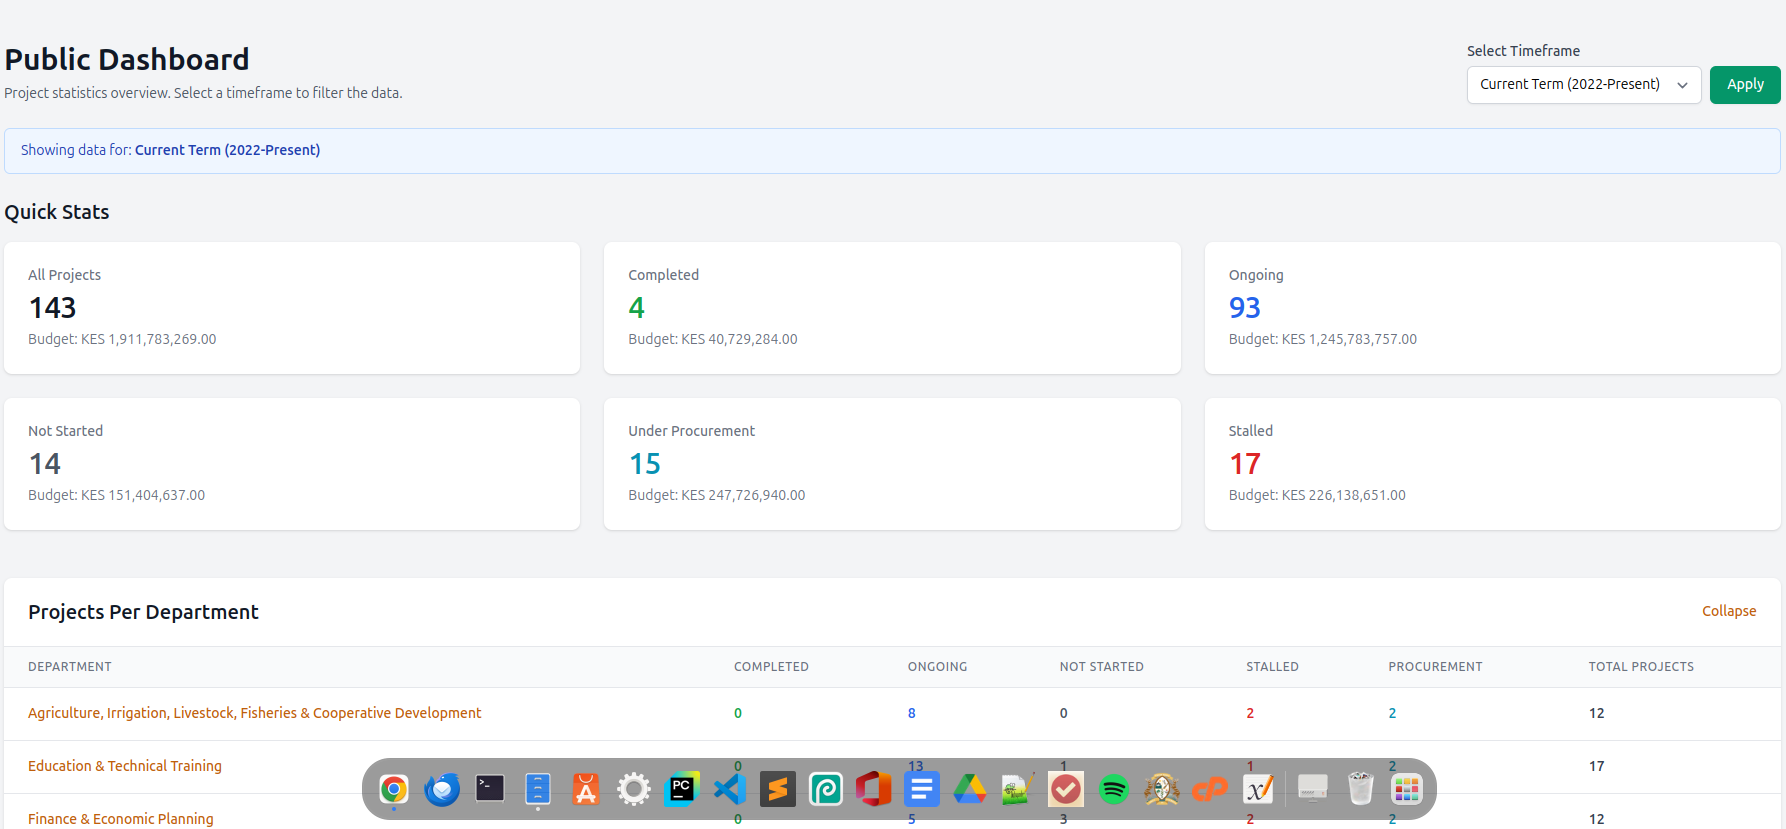 Public Dashboard
Project statistics overview. Select a timeframe to filter the data.
Select Timeframe
Current Term (2022-Present)
Apply
Showing data for: Current Term (2022-Present)
Quick Stats
All Projects
143
Budget: KES 1,911,783,269.00
Completed
4
Budget: KES 40,729,284.00
Ongoing
93
Budget: KES 1,245,783,757.00
Not Started
14
Budget: KES 151,404,637.00
Under Procurement
15
Budget: KES 247,726,940.00
Stalled
17
Budget: KES 226,138,651.00
Projects Per Department
Collapse
DEPARTMENT COMPLETED ONGOING NOT STARTED STALLED PROCUREMENT TOTAL PROJECTS
Agriculture, Irrigation, Livestock, Fisheries & Cooperative Development 0 8 0 2 2 12
Education & Technical Training 0 13 1 1 2 17
PC
Finance & Economic Planning 0 5 3 2 2 12